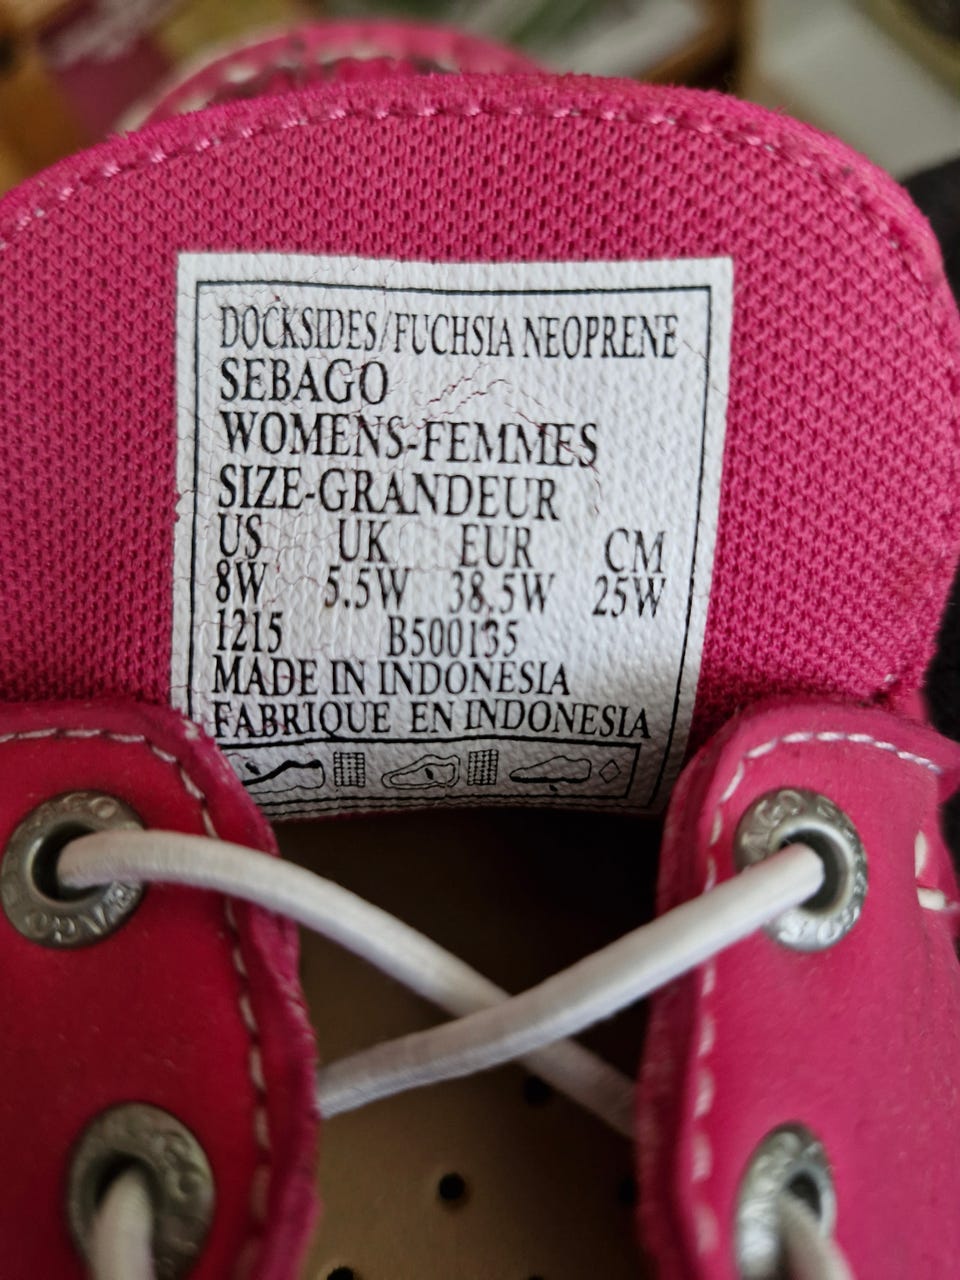 DOCKSIDES/FUCHSIA NEOPRENE
SEBAGO
WOMENS-FEMMES
SIZE-GRANDEUR
US UK EUR CM
8W 5.5W 38.5W 25W
1215 B500135
MADE IN INDONESIA
FABRIQUE EN INDONESIA